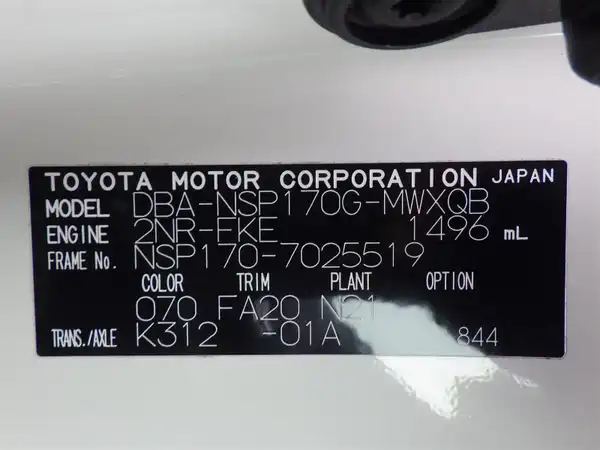 TOYOTA MOTOR CORPORATION JAPAN
MODEL DBA-NSP170G-MWXQB
ENGINE 2NR-FKE 1496 mL
FRAME No. NSP170-7025519
COLOR TRIM PLANT OPTION
070 FA20 N21
TRANS./AXLE K312 -01A 844